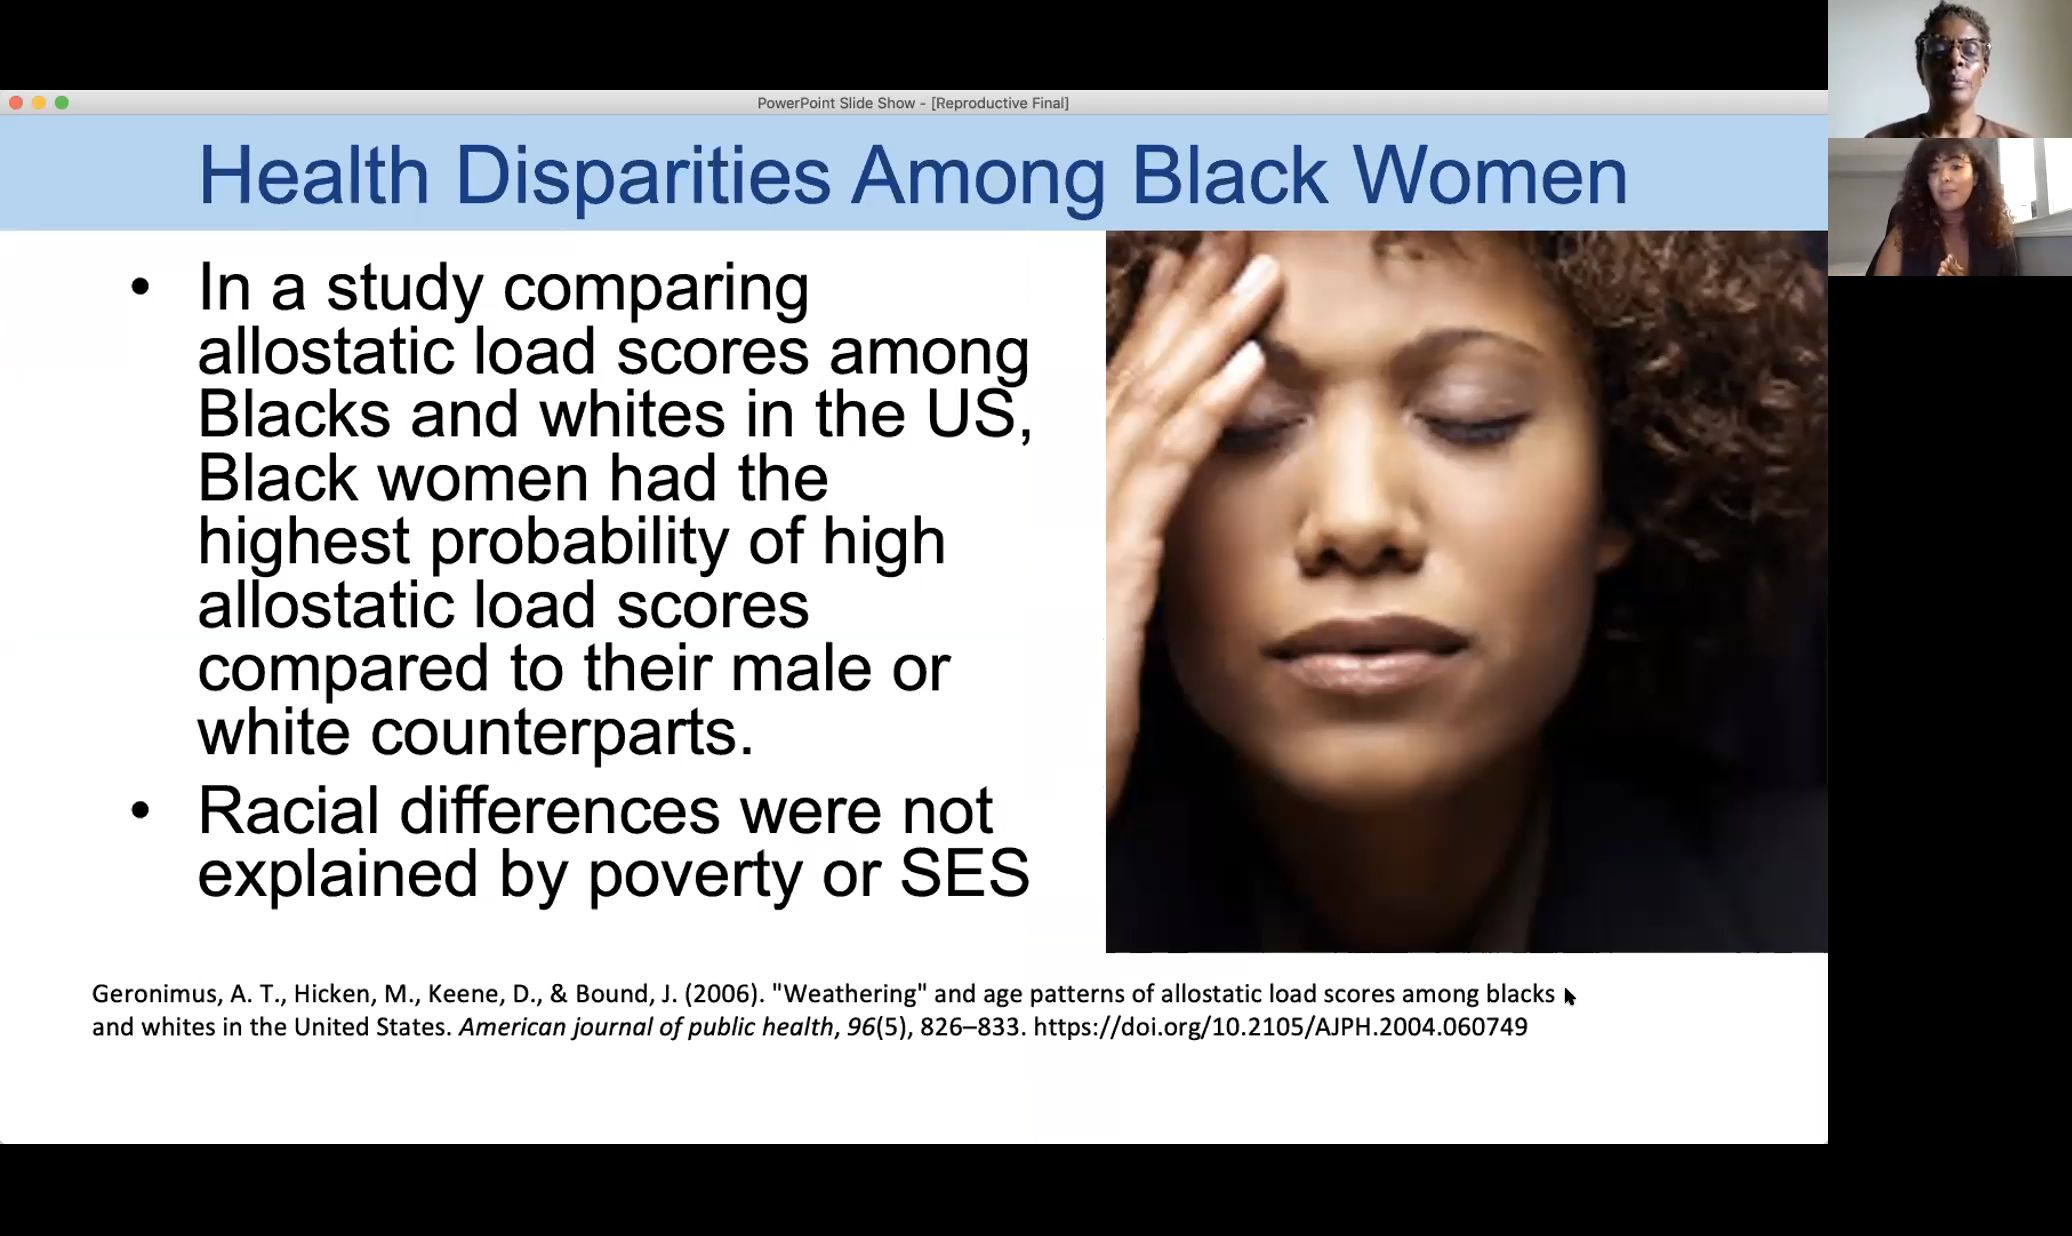 PowerPoint Slide Show - [Reproductive Final]
Health Disparities Among Black Women
• In a study comparing
allostatic load scores among
Blacks and whites in the US,
Black women had the
highest probability of high
allostatic load scores
compared to their male or
white counterparts.
• Racial differences were not
explained by poverty or SES
Geronimus, A. T., Hicken, M., Keene, D., & Bound, J. (2006). "Weathering" and age patterns of allostatic load scores among blacks
and whites in the United States. American journal of public health, 96(5), 826–833. https://doi.org/10.2105/AJPH.2004.060749